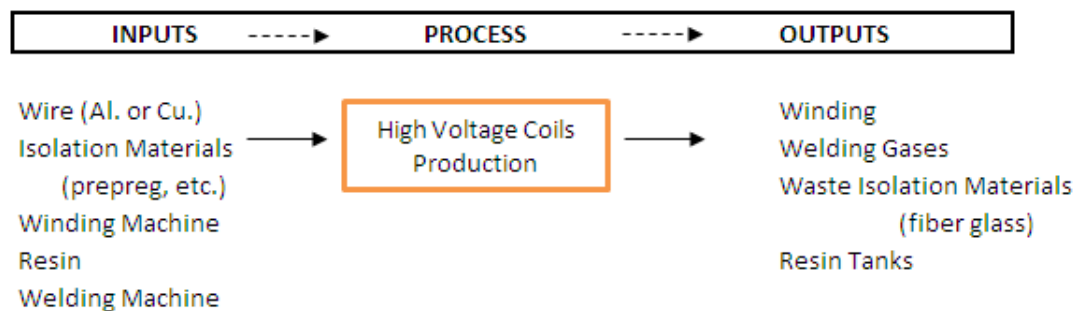 INPUTS -----▶ PROCESS -----▶ OUTPUTS
Wire (Al. or Cu.)
Isolation Materials
(prepreg, etc.)
Winding Machine
Resin
Welding Machine
High Voltage Coils
Production
Winding
Welding Gases
Waste Isolation Materials
(fiber glass)
Resin Tanks